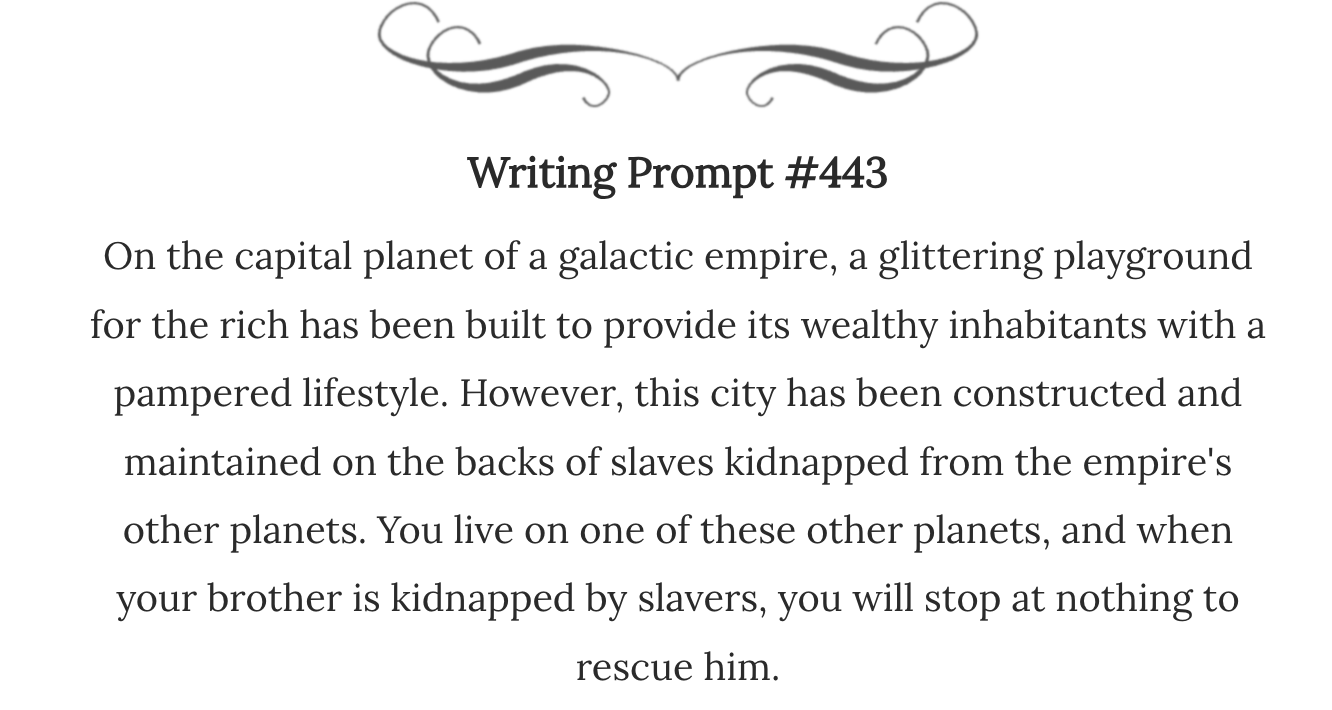 Writing Prompt #443
On the capital planet of a galactic empire, a glittering playground
for the rich has been built to provide its wealthy inhabitants with a
pampered lifestyle. However, this city has been constructed and
maintained on the backs of slaves kidnapped from the empire's
other planets. You live on one of these other planets, and when
your brother is kidnapped by slavers, you will stop at nothing to
rescue him.